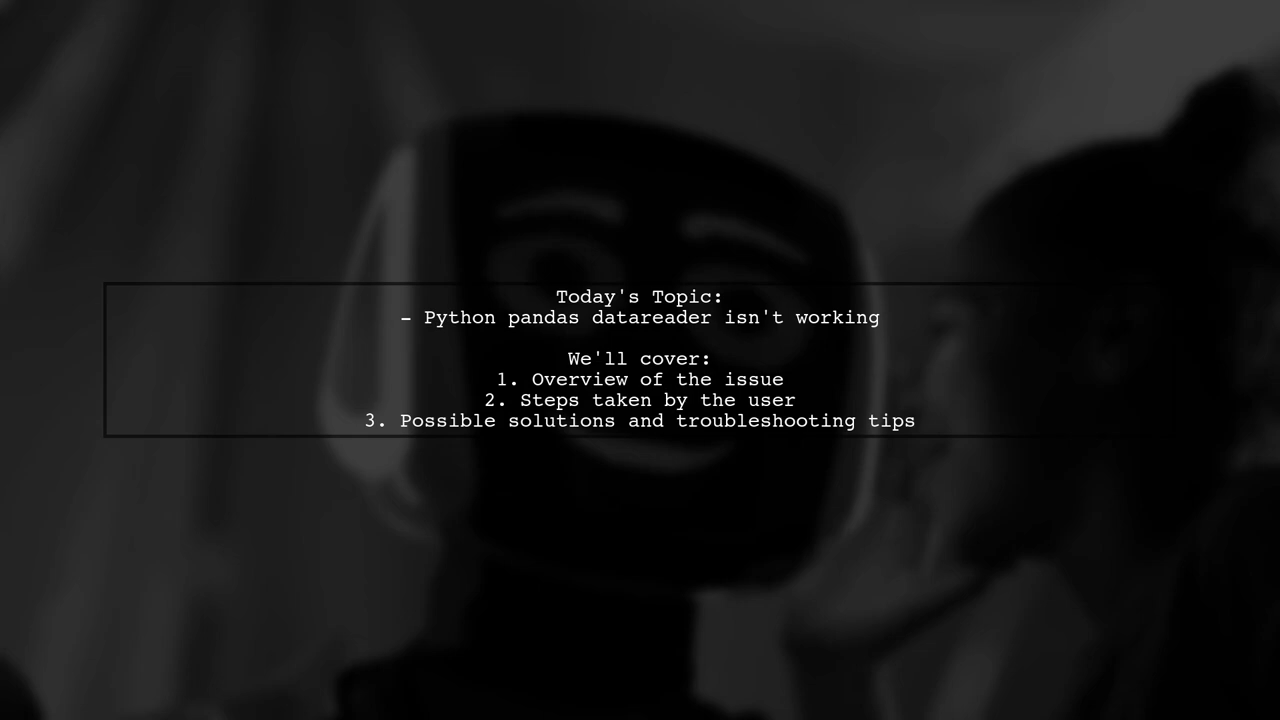 Today's Topic:
– Python pandas datareader isn't working
We'll cover:
1. Overview of the issue
2. Steps taken by the user
3. Possible solutions and troubleshooting tips